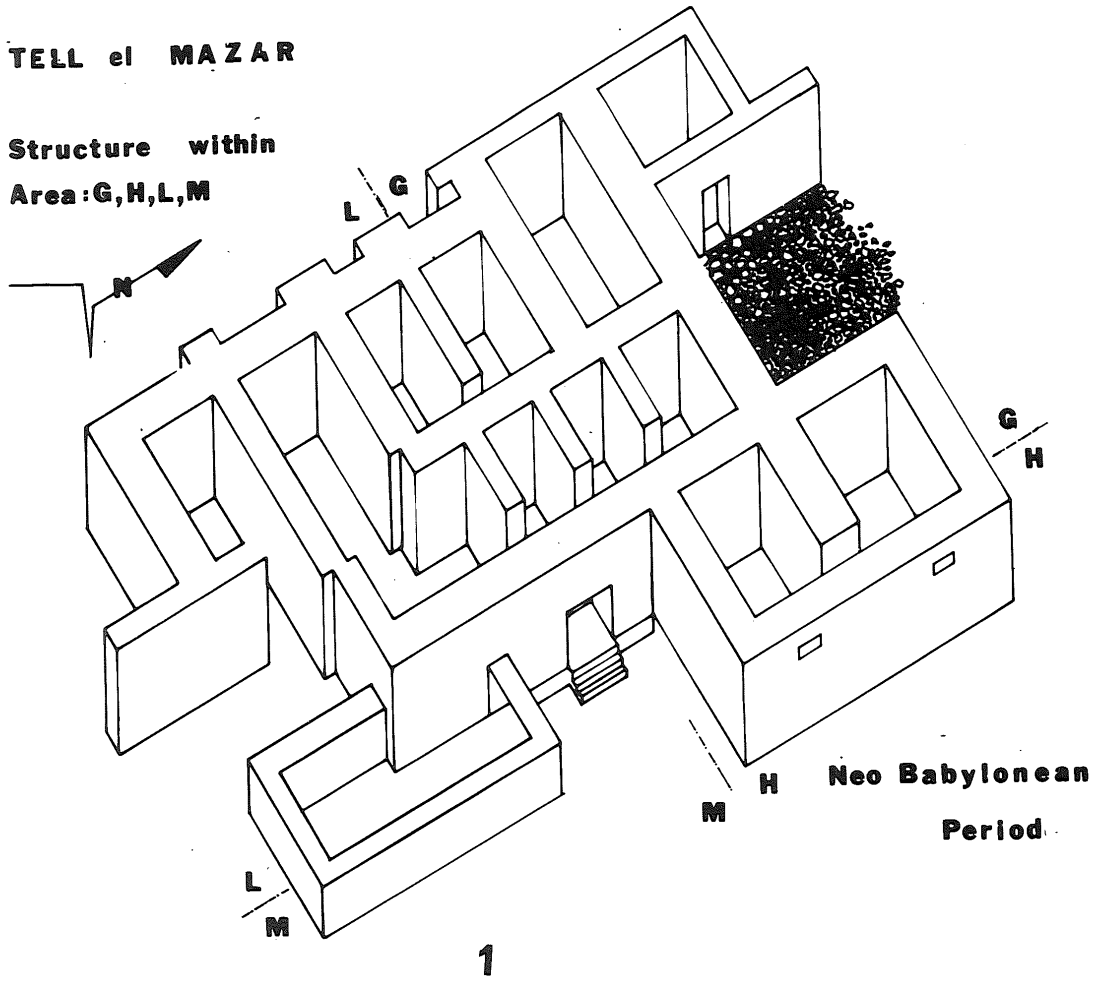 TELL el MAZAR
Structure within
Area:G,H,L,M
N
G
L
G
H
H
M
L
M
Neo Babylonean
Period
1